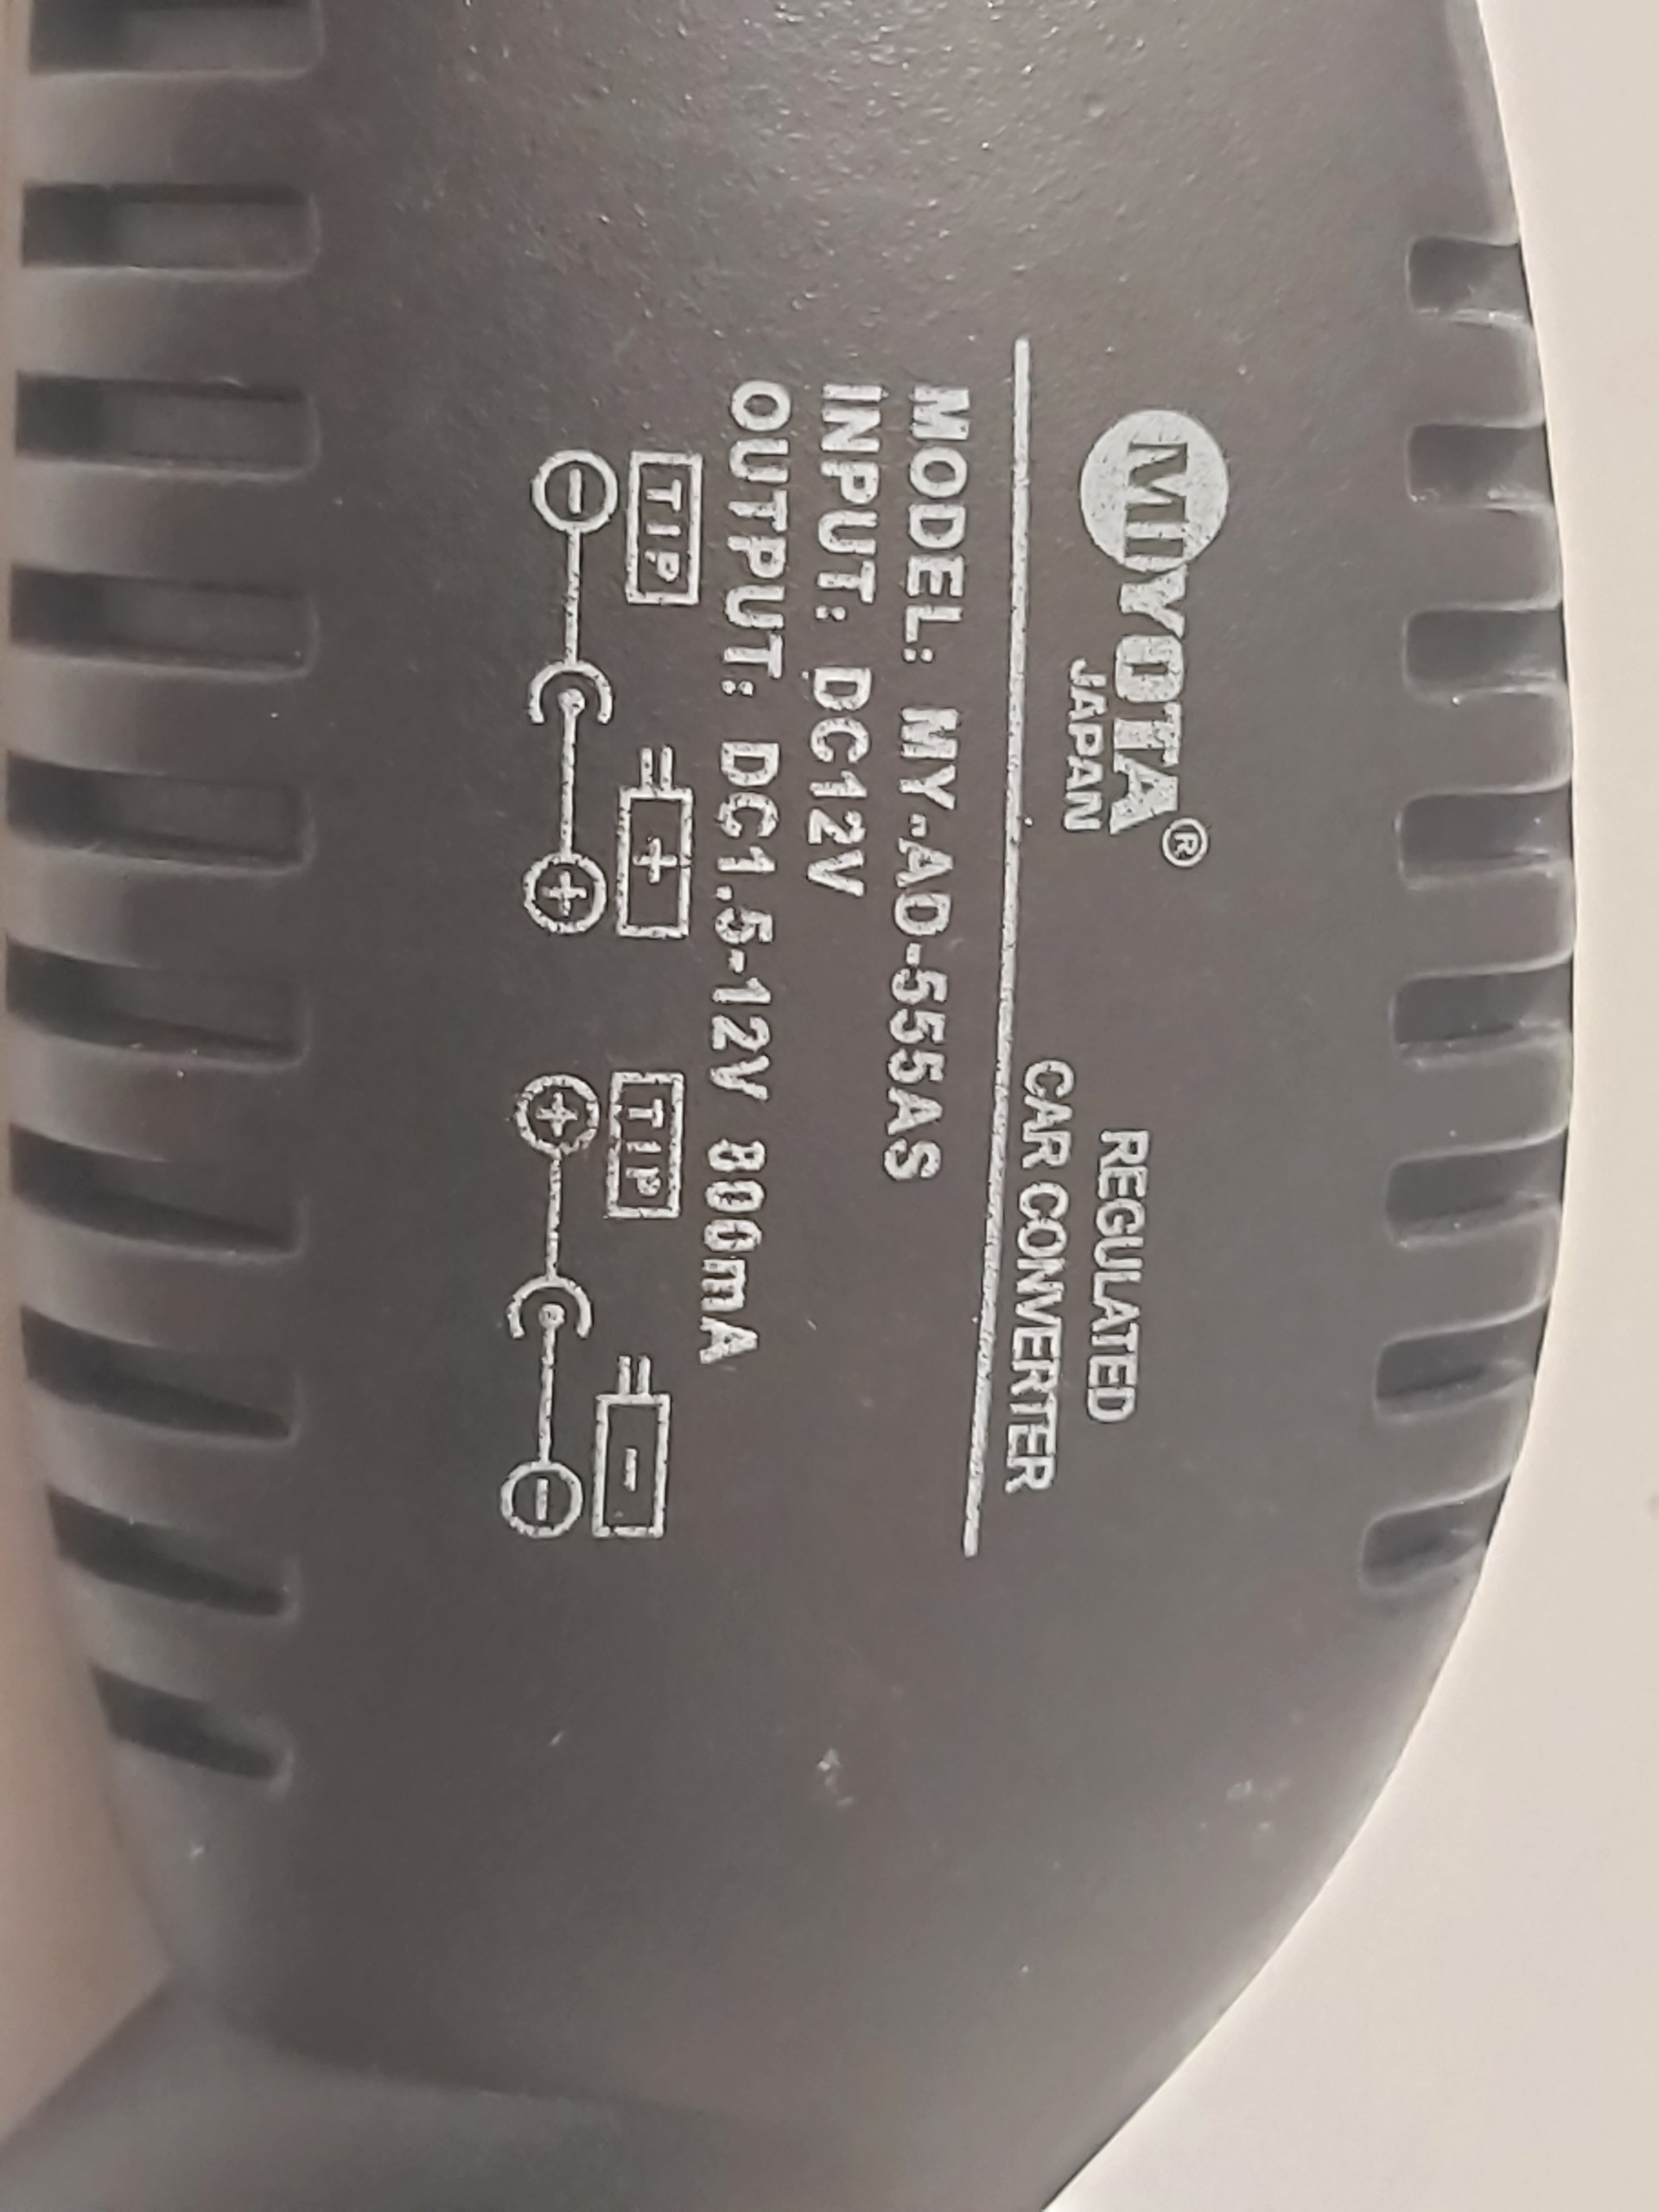 MIYOTA®
JAPAN
REGULATED
CAR CONVERTER
MODEL: MY-AD-555AS
INPUT: DC12V
OUTPUT: DC1.5-12V 800mA
TIP = + TIP = -
- + + -